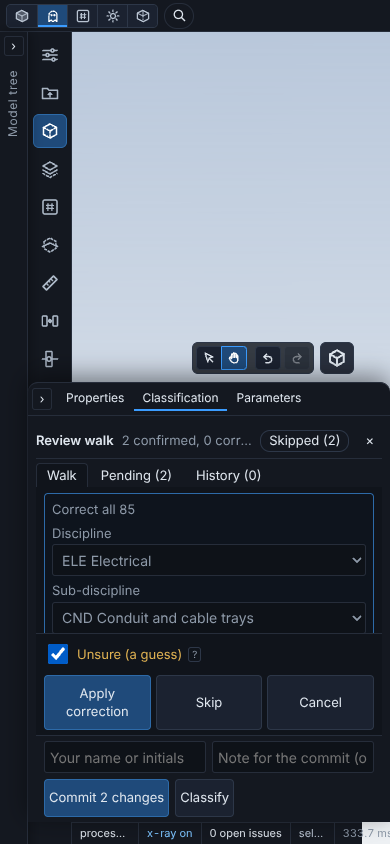 Model tree
Properties
Classification
Parameters
Review walk
2 confirmed, 0 corr...
Skipped (2)
×
Walk
Pending (2)
History (0)
Correct all 85
Discipline
ELE Electrical
Sub-discipline
CND Conduit and cable trays
Unsure (a guess)
?
Apply
correction
Skip
Cancel
Your name or initials
Note for the commit (o
Commit 2 changes
Classify
proces...
x-ray on
0 open issues
sel...
333.7 ms